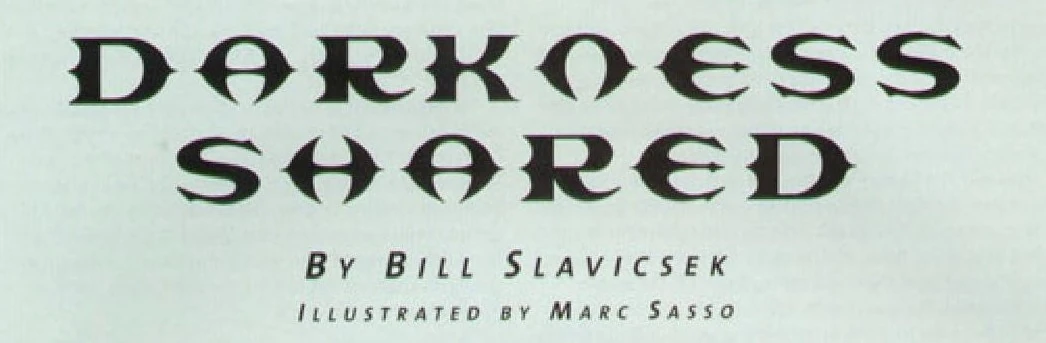 DARKNESS
SHARED
BY BILL SLAVICSEK
ILLUSTRATED BY MARC SASSO